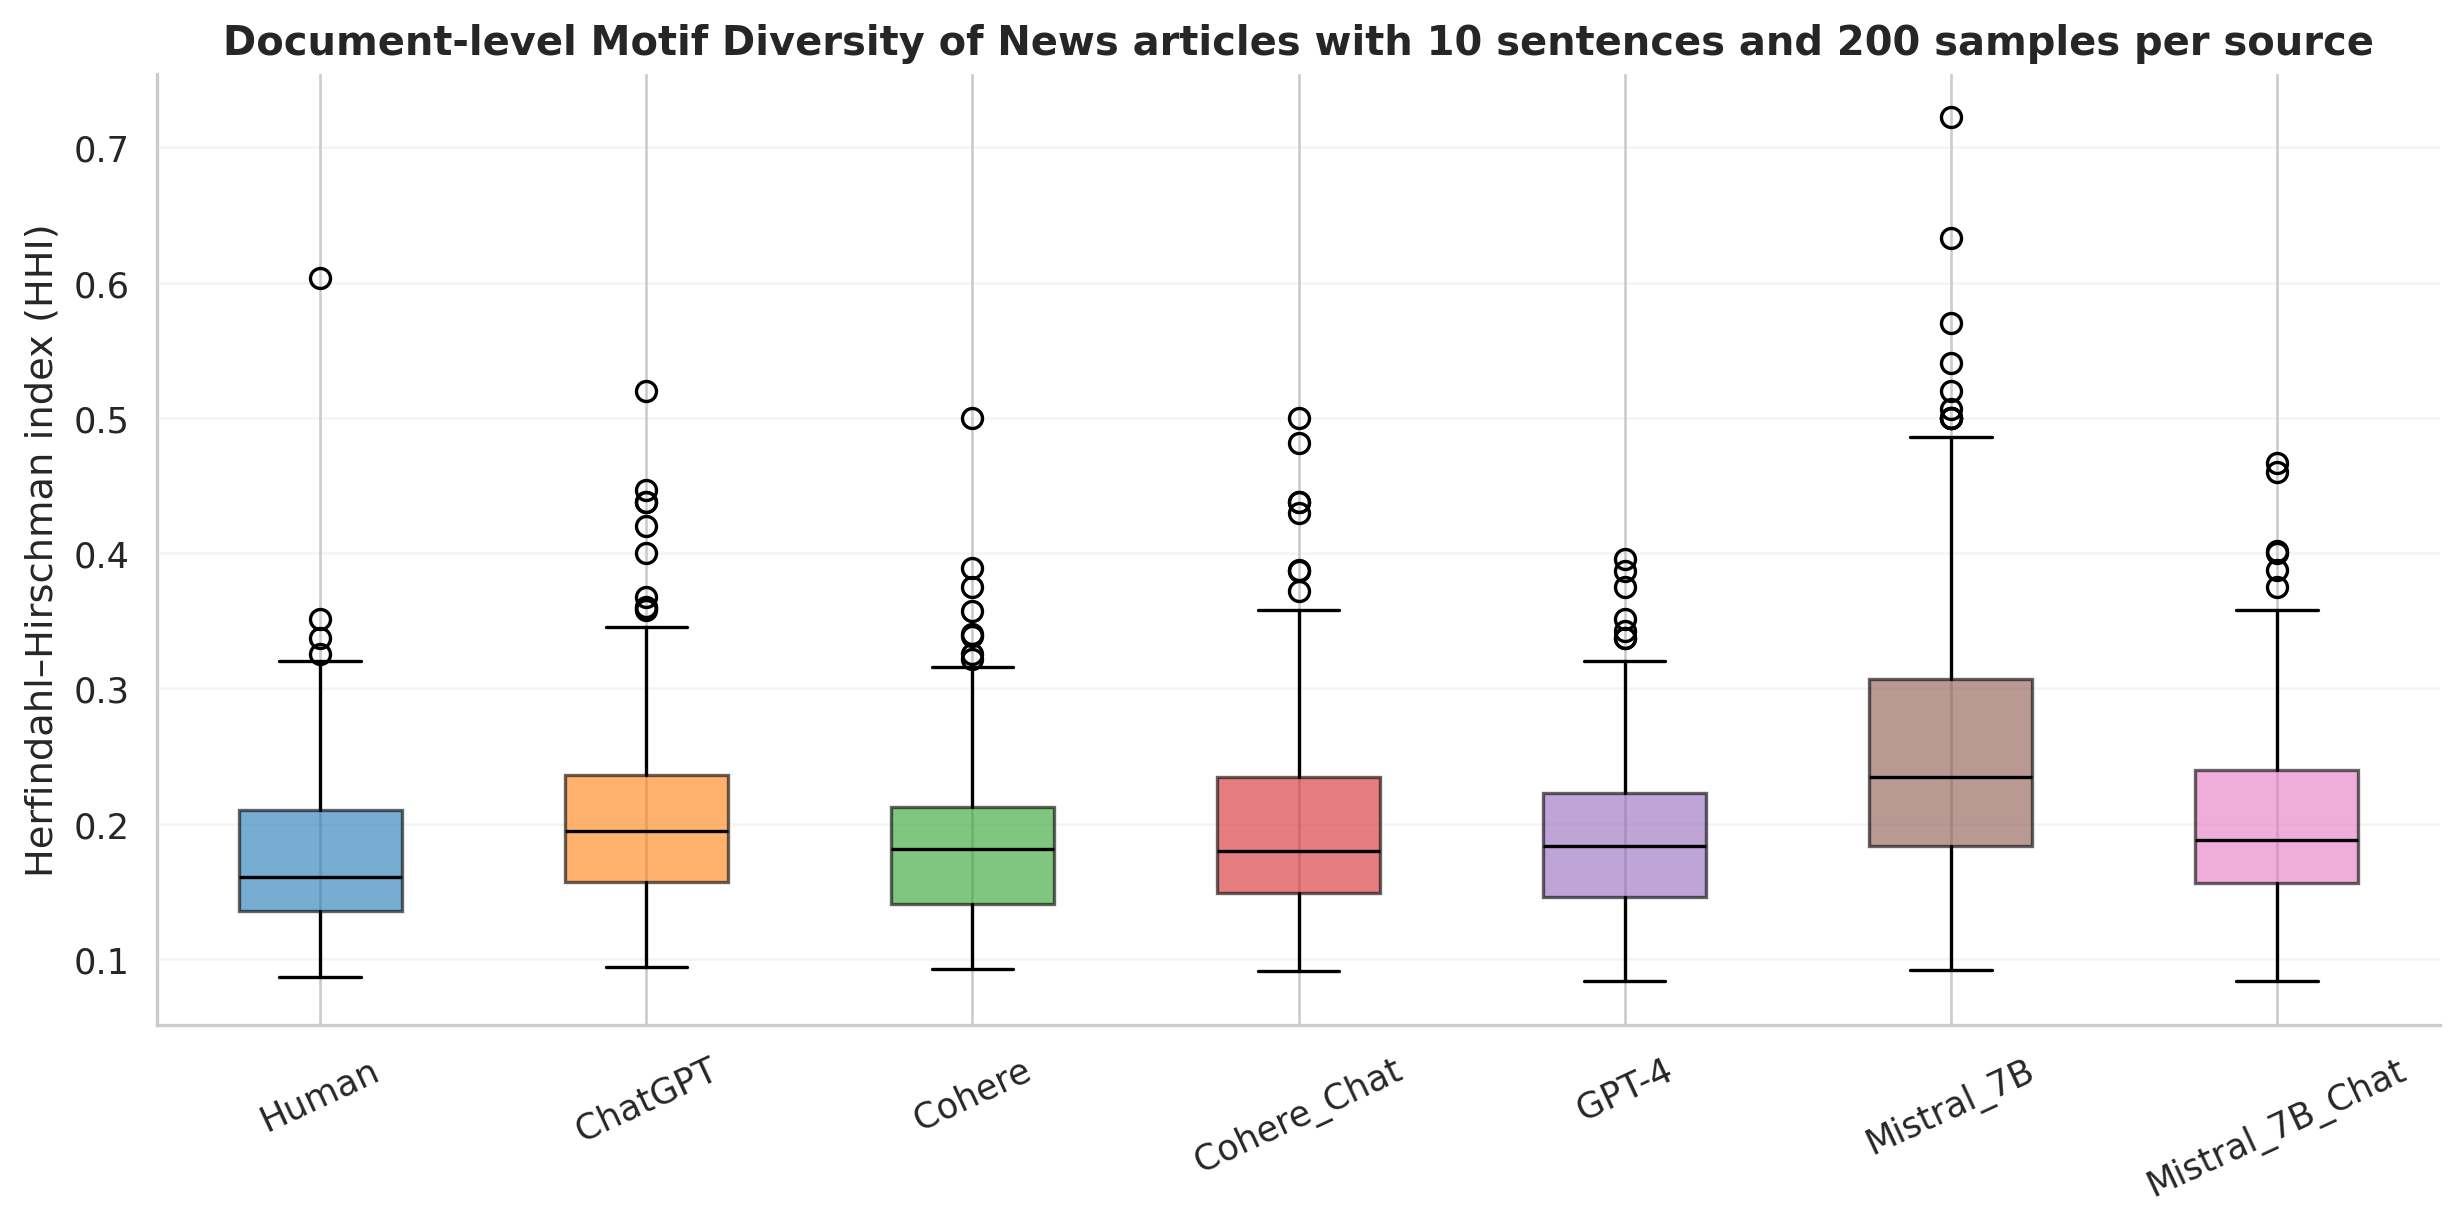 Document-level Motif Diversity of News articles with 10 sentences and 200 samples per source
Herfindahl–Hirschman index (HHI)
0.7
0.6
0.5
0.4
0.3
0.2
0.1
Human
ChatGPT
Cohere
Cohere_Chat
GPT-4
Mistral_7B
Mistral_7B_Chat